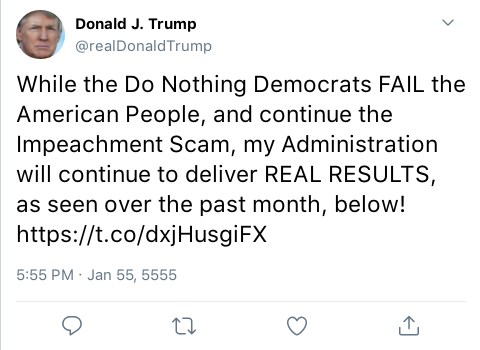 Donald J. Trump
@realDonaldTrump
While the Do Nothing Democrats FAIL the
American People, and continue the
Impeachment Scam, my Administration
will continue to deliver REAL RESULTS,
as seen over the past month, below!
https://t.co/dxjHusgiFX
5:55 PM · Jan 55, 5555